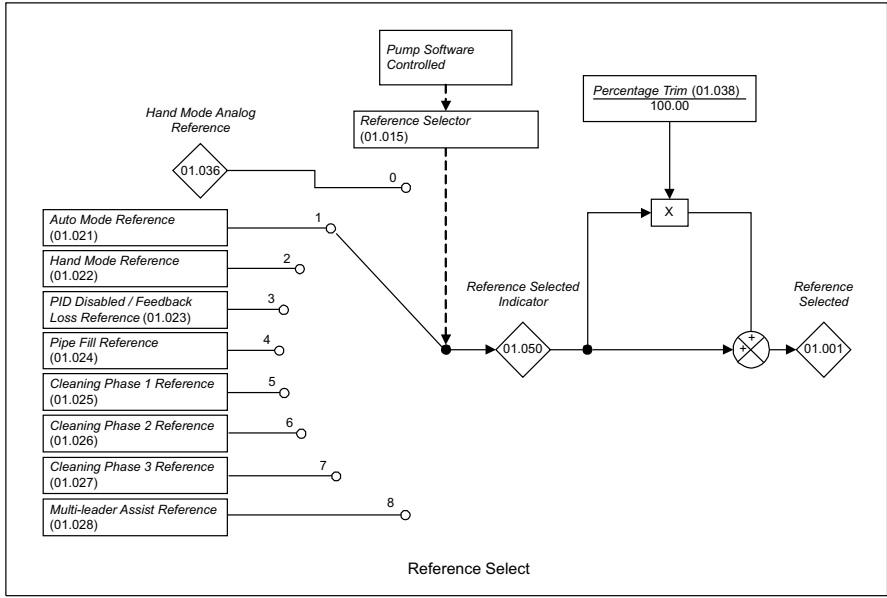 Pump Software
Controlled
Percentage Trim (01.038)
100.00
Hand Mode Analog
Reference
Reference Selector
(01.015)
01.036
0
X
Auto Mode Reference
(01.021)
1
Hand Mode Reference
(01.022)
2
Reference Selected
Indicator
Reference
Selected
PID Disabled / Feedback
Loss Reference (01.023)
3
Pipe Fill Reference
(01.024)
4
01.050
+
+
01.001
Cleaning Phase 1 Reference
(01.025)
5
Cleaning Phase 2 Reference
(01.026)
6
Cleaning Phase 3 Reference
(01.027)
7
Multi-leader Assist Reference
(01.028)
8
Reference Select